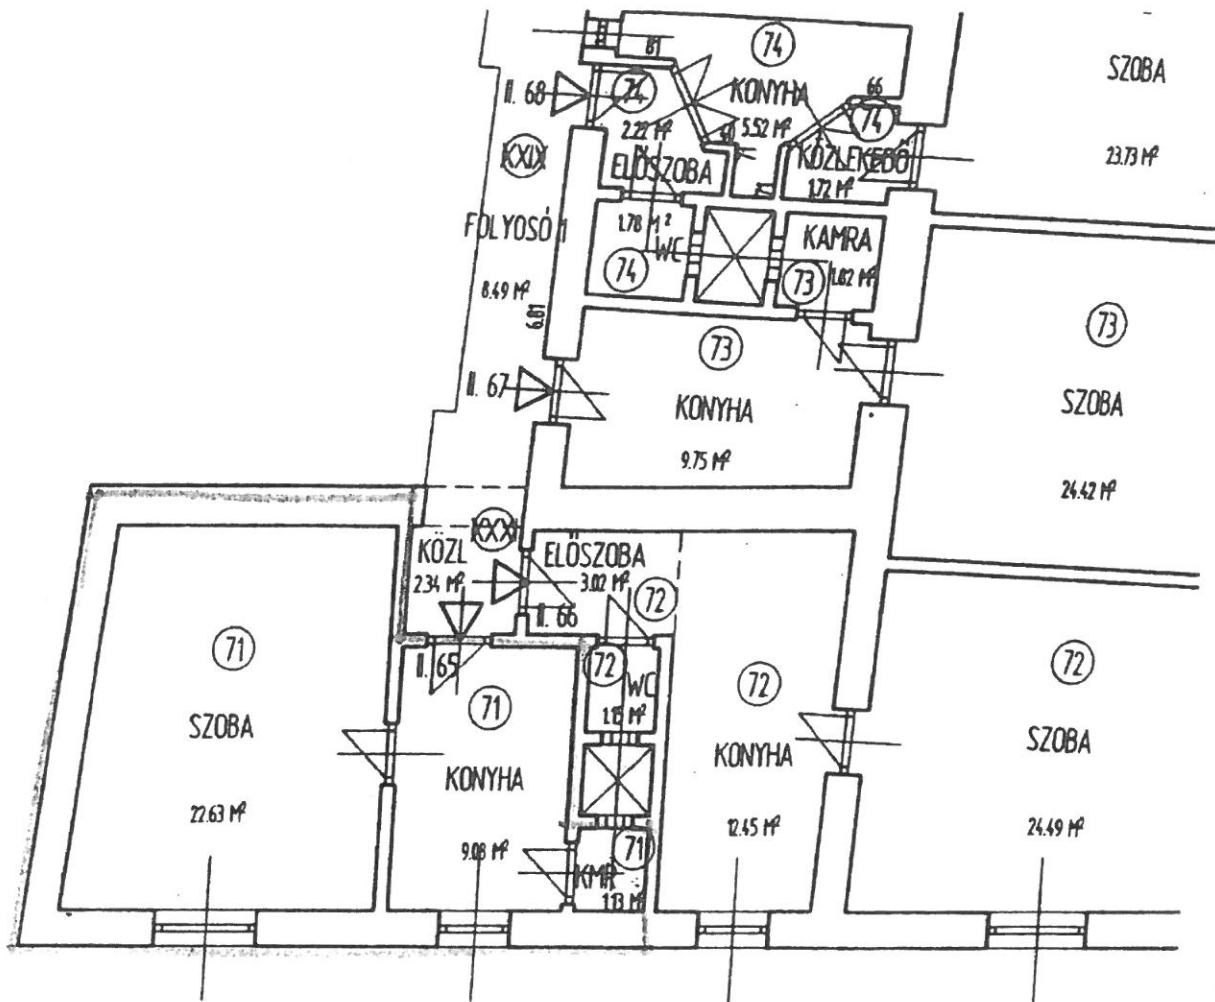 74
SZOBA
23.73 M²
KONYHA
5.52 M²
81
66
II. 68
74
2.22 M²
ELŐSZOBA
74
KÖZLEKEDŐ
1.72 M²
XXIX
FOLYOSÓ 1
8.49 M²
6.81
1.78 M²
WC
74
KAMRA
1.82 M²
73
73
KONYHA
9.75 M²
II. 67
73
SZOBA
24.42 M²
XXXI
KÖZL
2.34 M²
ELŐSZOBA
3.02 M²
72
II. 66
II. 65
71
SZOBA
22.63 M²
71
KONYHA
9.08 M²
72
WC
1.15 M²
71
KMR
1.13 M²
72
KONYHA
12.45 M²
72
SZOBA
24.49 M²